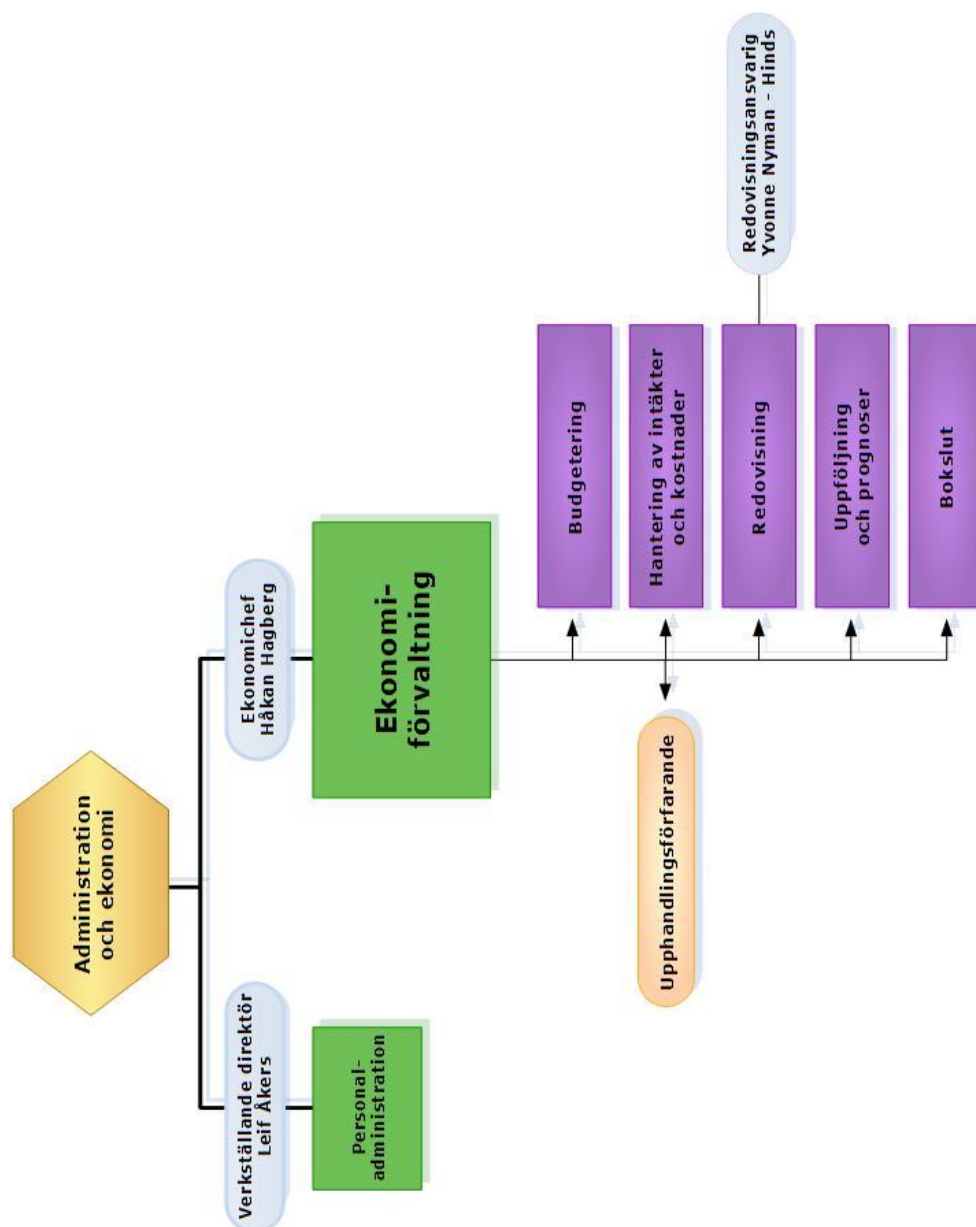 Administration
och ekonomi
Verkställande direktör
Leif Åkers
Ekonomichef
Håkan Hagberg
Personal-
administration
Ekonomi-
förvaltning
Upphandlingsförfarande
Budgetering
Hantering av intäkter
och kostnader
Redovisning
Uppföljning
och prognoser
Bokslut
Redovisningsansvarig
Yvonne Nyman - Hinds